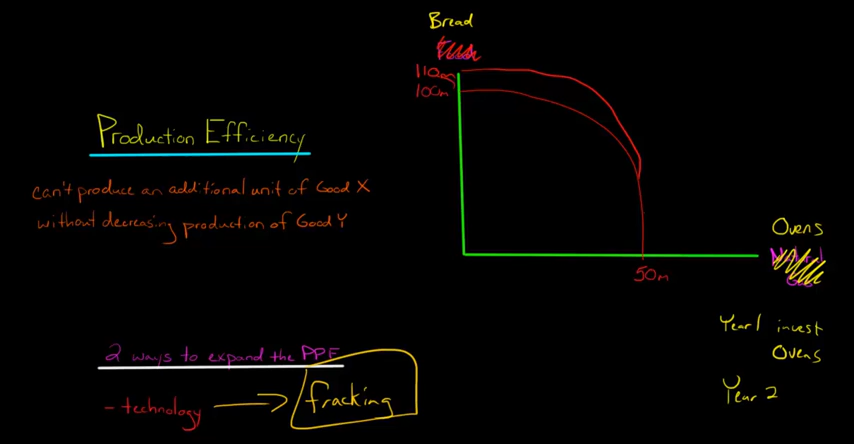 Bread
110m
100m
Production Efficiency
can't produce an additional unit of Good X
without decreasing production of Good Y
Ovens
50m
Year 1 invest
Ovens
2 ways to expand the PPF
- technology
fracking
Year 2